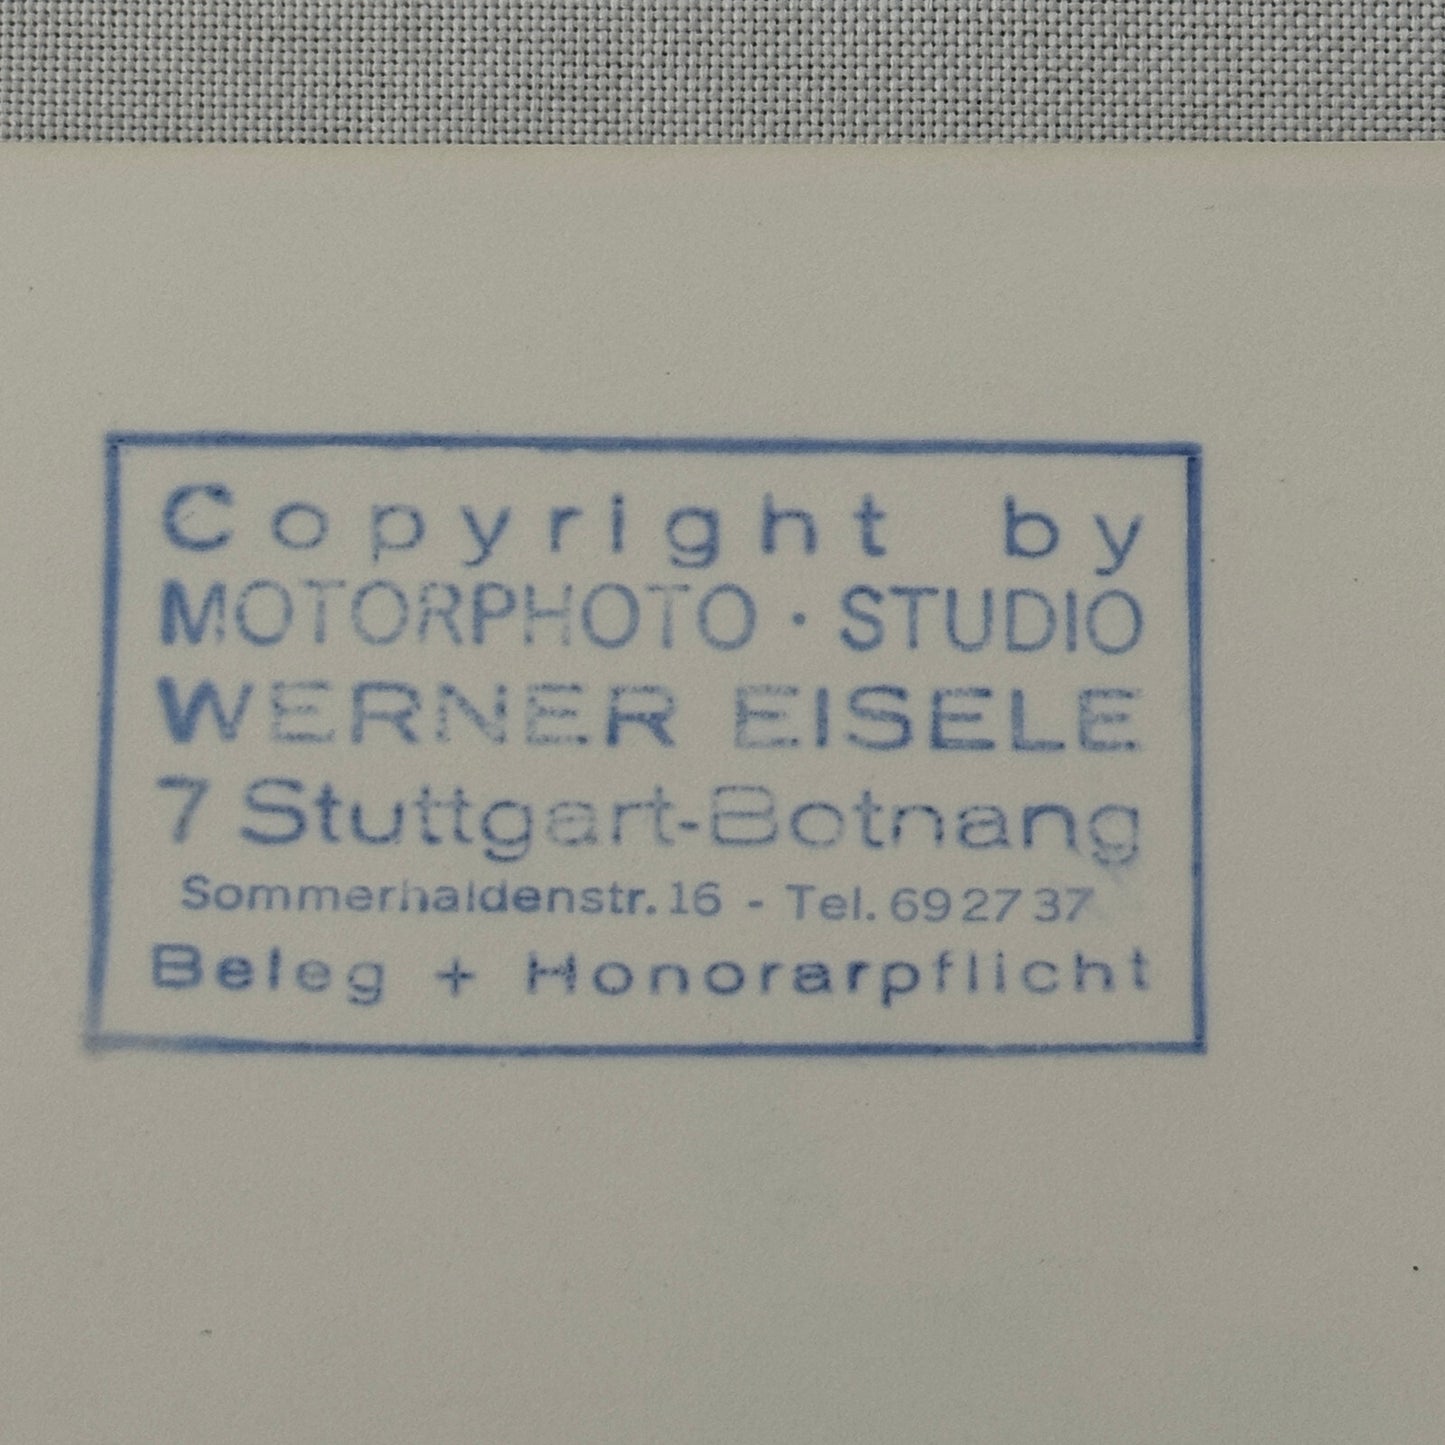 Copyright by
MOTORPHOTO · STUDIO
WERNER EISELE
7 Stuttgart-Botnang
Sommerhaldenstr. 16 - Tel. 69 27 37
Beleg + Honorarpflicht